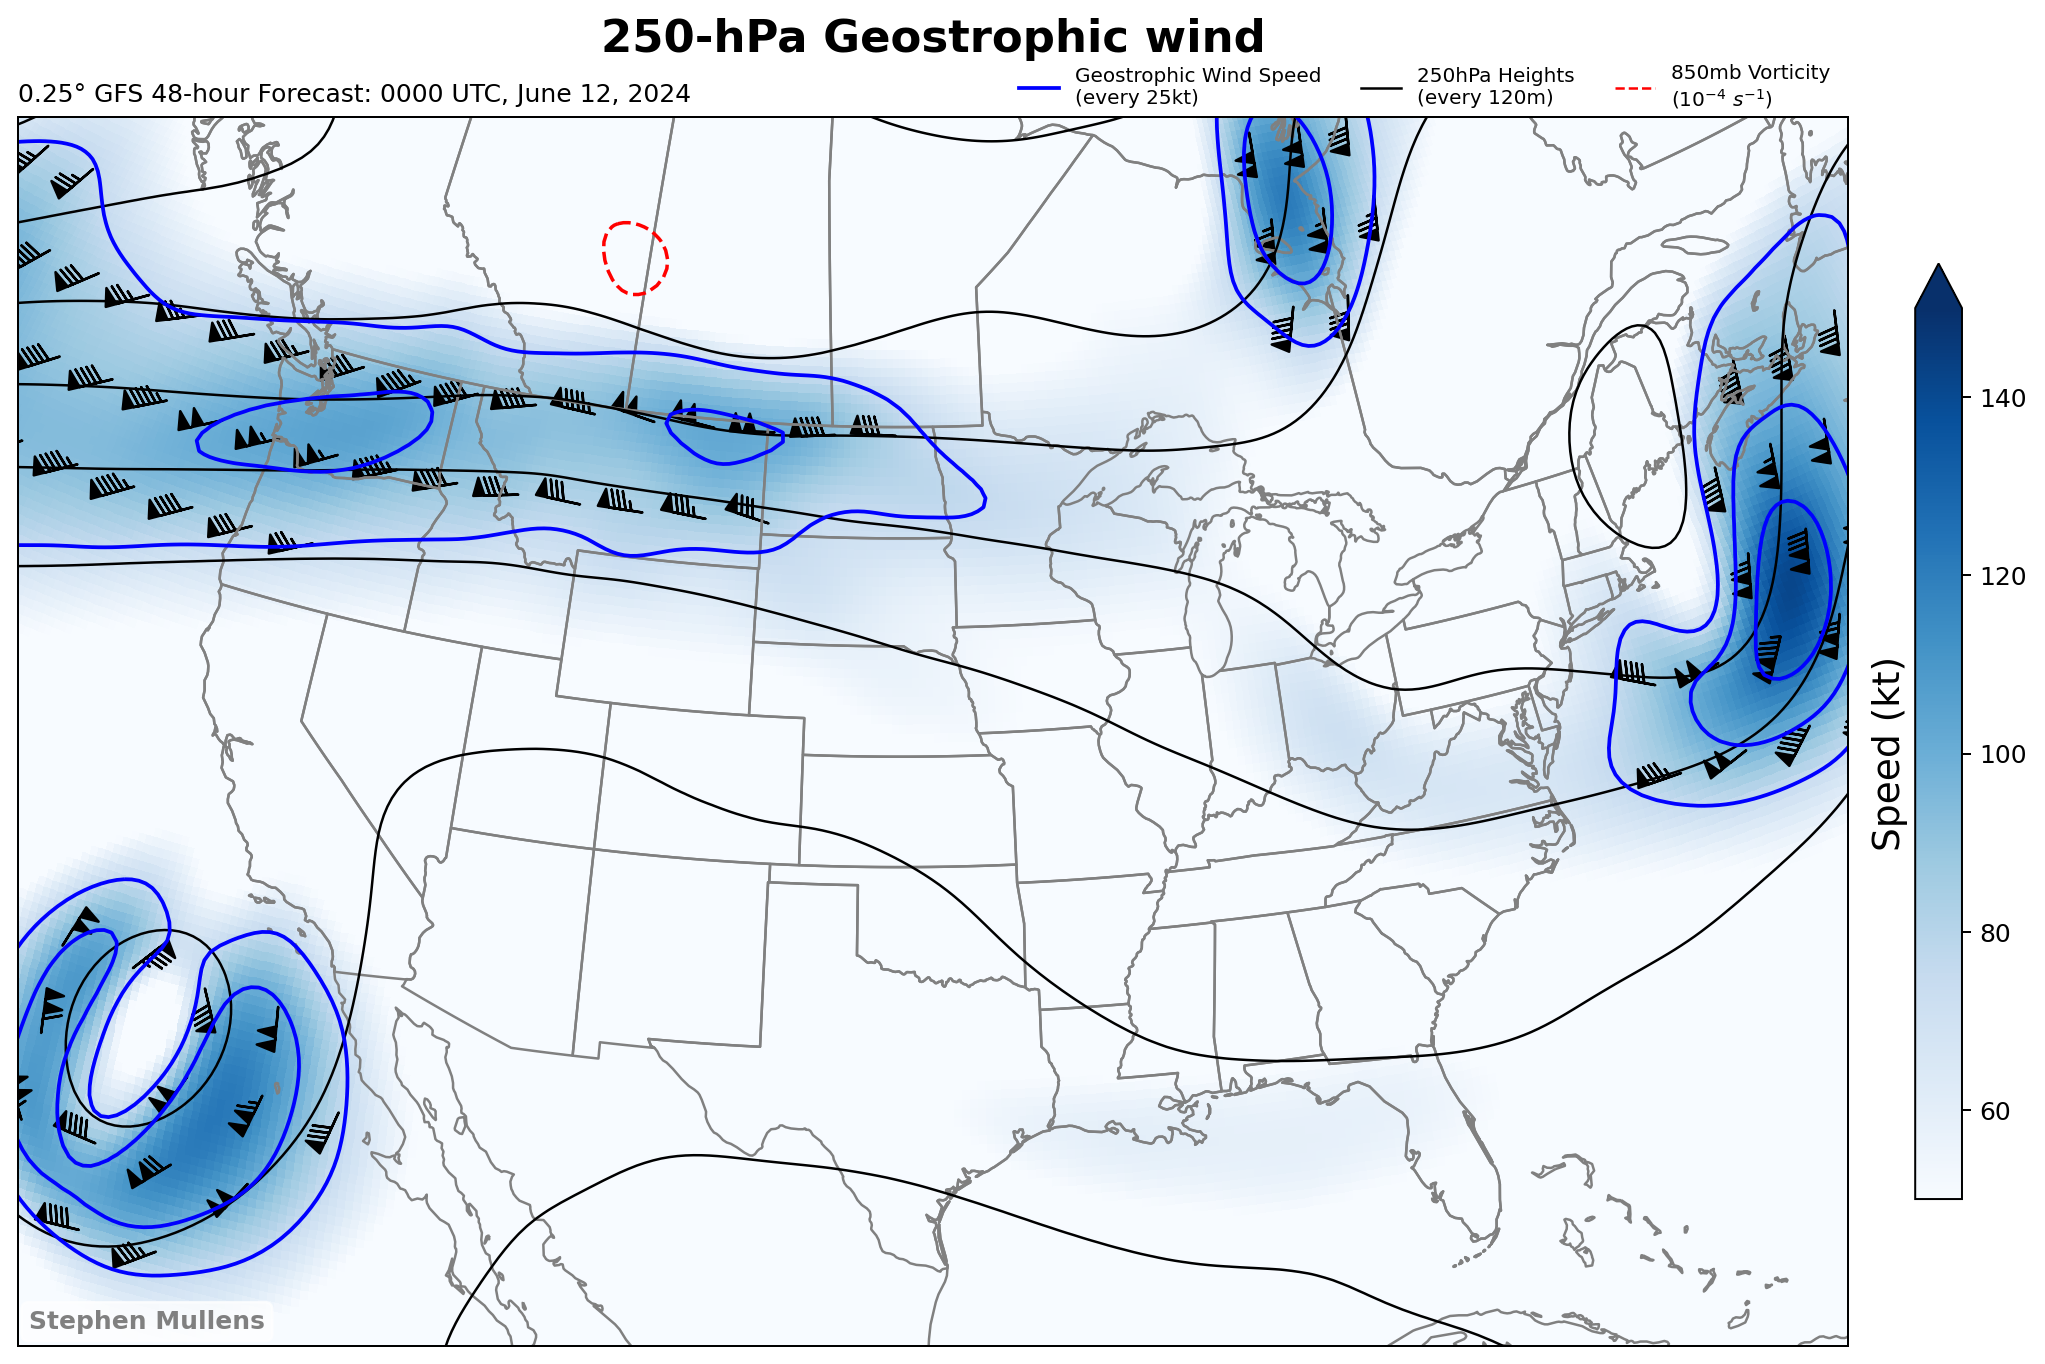 250-hPa Geostrophic wind
0.25° GFS 48-hour Forecast: 0000 UTC, June 12, 2024
Geostrophic Wind Speed
(every 25kt)
250hPa Heights
(every 120m)
850mb Vorticity
(10⁻⁴ s⁻¹)
140
120
100
80
60
Speed (kt)
Stephen Mullens